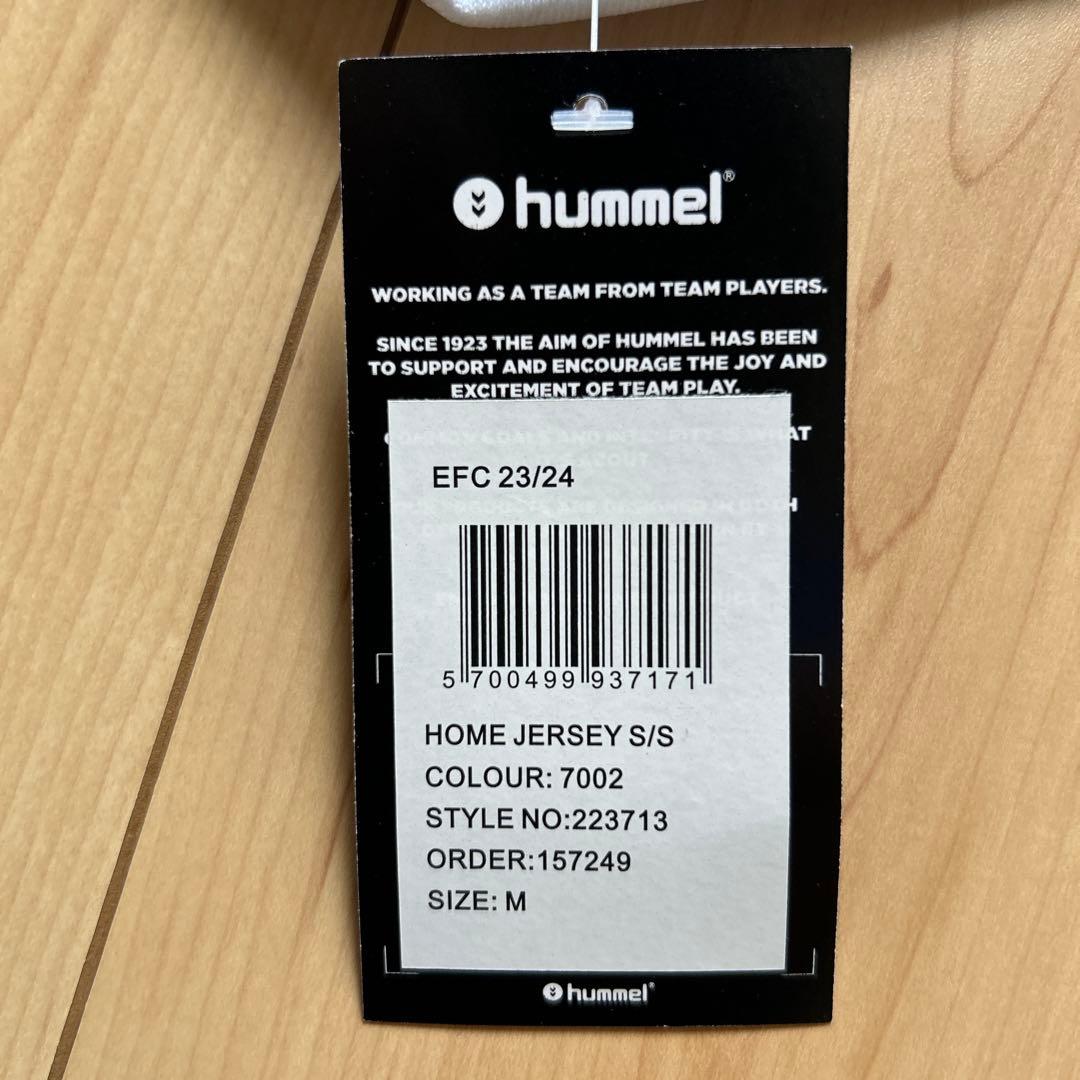 hummel®
WORKING AS A TEAM FROM TEAM PLAYERS.
SINCE 1923 THE AIM OF HUMMEL HAS BEEN
TO SUPPORT AND ENCOURAGE THE JOY AND
EXCITEMENT OF TEAM PLAY.
EFC 23/24
5 700499 937171
HOME JERSEY S/S
COLOUR: 7002
STYLE NO:223713
ORDER:157249
SIZE: M
hummel®